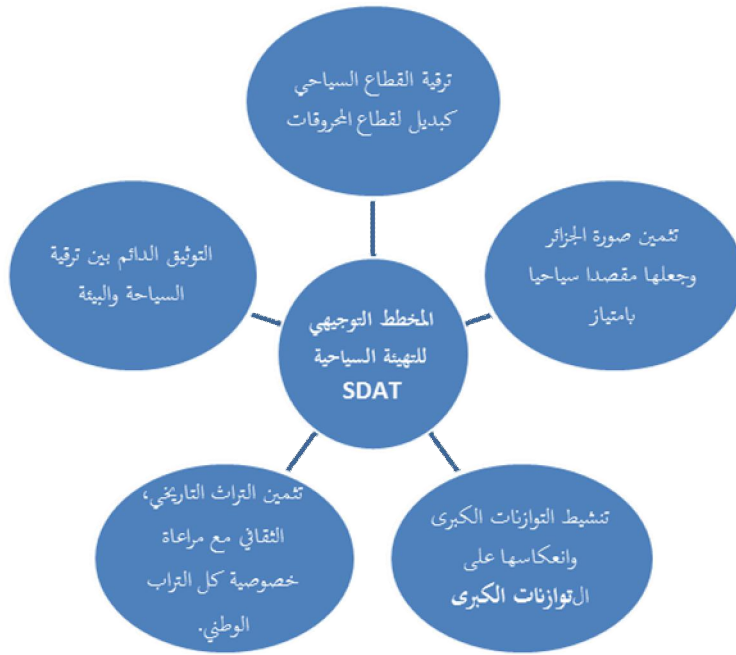 ترقية القطاع السياحي
كبديل لقطاع المحروقات
تثمين صورة الجزائر
وجعلها مقصدا سياحيا
بامتياز
التوثيق الدائم بين ترقية
السياحة والبيئة
المخطط التوجيهي
للتهيئة السياحية
SDAT
تنشيط التوازنات الكبرى
وانعكاسها على
التوازنات الكبرى
تثمين التراث التاريخي،
الثقافي مع مراعاة
خصوصية كل التراب
الوطني.